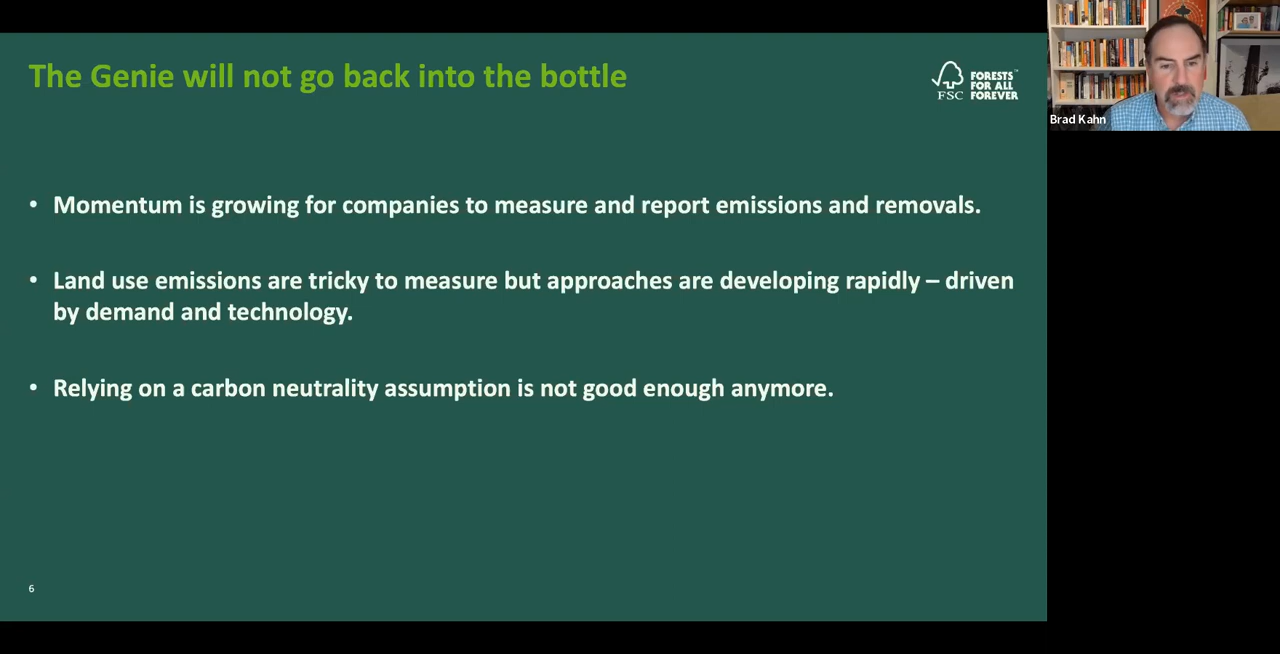 The Genie will not go back into the bottle
FSC
FORESTS™
FOR ALL
FOREVER
Brad Kahn
• Momentum is growing for companies to measure and report emissions and removals.
• Land use emissions are tricky to measure but approaches are developing rapidly – driven
by demand and technology.
• Relying on a carbon neutrality assumption is not good enough anymore.
6